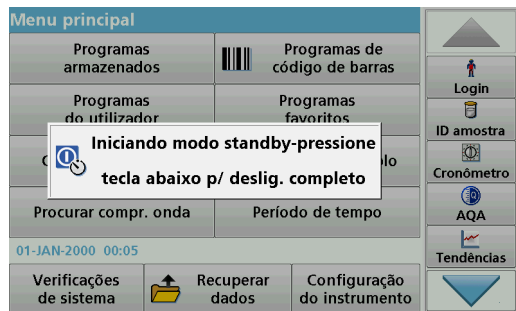 Menu principal
Programas
armazenados
Programas de
código de barras
Login
Programas
do utilizador
Programas
favoritos
ID amostra
Iniciando modo standby-pressione
tecla abaixo p/ deslig. completo
Cronômetro
Procurar compr. onda
Período de tempo
AQA
01-JAN-2000 00:05
Tendências
Verificações
de sistema
Recuperar
dados
Configuração
do instrumento